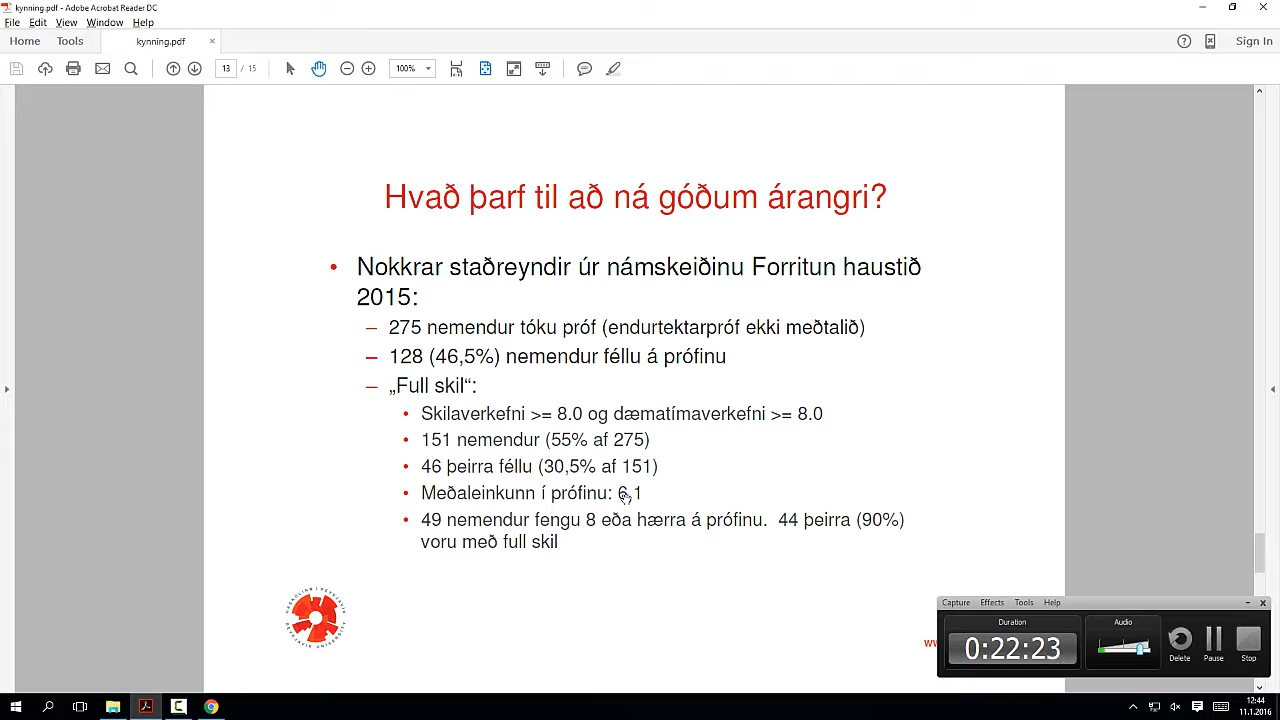 kynning.pdf - Adobe Acrobat Reader DC
File Edit View Window Help
Home Tools kynning.pdf × Sign In
13 / 15 100%
Hvað þarf til að ná góðum árangri?
• Nokkrar staðreyndir úr námskeiðinu Forritun haustið
2015:
– 275 nemendur tóku próf (endurtektarpróf ekki meðtalið)
– 128 (46,5%) nemendur féllu á prófinu
– „Full skil“:
• Skilaverkefni >= 8.0 og dæmatímaverkefni >= 8.0
• 151 nemendur (55% af 275)
• 46 þeirra féllu (30,5% af 151)
• Meðaleinkunn í prófinu: 6,1
• 49 nemendur fengu 8 eða hærra á prófinu. 44 þeirra (90%)
voru með full skil
HÁSKÓLINN Í REYKJAVÍK
REYKJAVIK UNIVERSITY
Capture Effects Tools Help
Duration Audio
0:22:23
Delete Pause Stop
12:44
11.1.2016